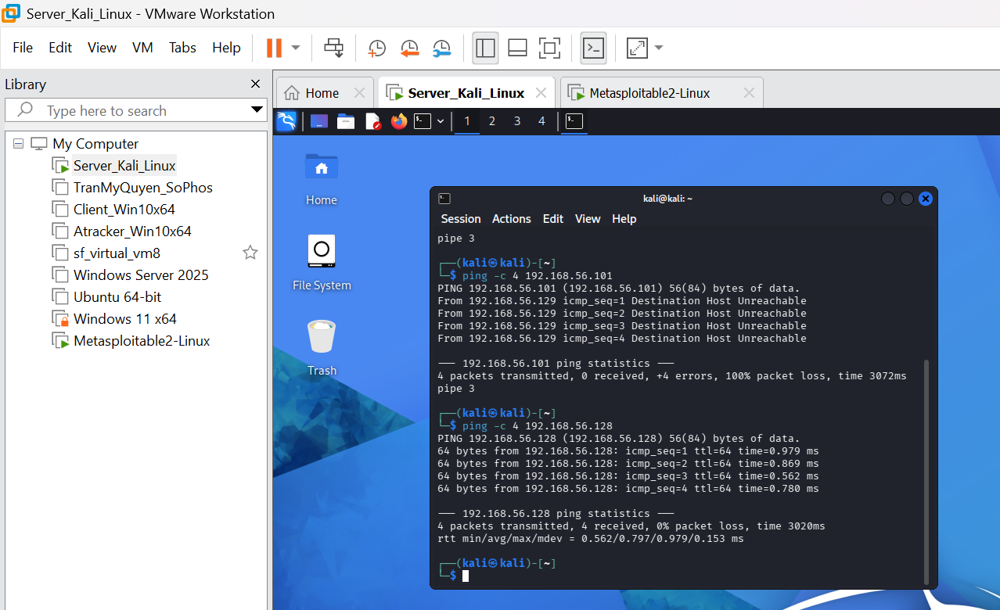 Server_Kali_Linux - VMware Workstation
File Edit View VM Tabs Help
Library
Type here to search
My Computer
Server_Kali_Linux
TranMyQuyen_SoPhos
Client_Win10x64
Atracker_Win10x64
sf_virtual_vm8
Windows Server 2025
Ubuntu 64-bit
Windows 11 x64
Metasploitable2-Linux
Home Server_Kali_Linux Metasploitable2-Linux
1 2 3 4
Home
File System
Trash
kali@kali: ~
Session Actions Edit View Help
pipe 3
┌──(kali㉿kali)-[~]
└─$ ping -c 4 192.168.56.101
PING 192.168.56.101 (192.168.56.101) 56(84) bytes of data.
From 192.168.56.129 icmp_seq=1 Destination Host Unreachable
From 192.168.56.129 icmp_seq=2 Destination Host Unreachable
From 192.168.56.129 icmp_seq=3 Destination Host Unreachable
From 192.168.56.129 icmp_seq=4 Destination Host Unreachable
--- 192.168.56.101 ping statistics ---
4 packets transmitted, 0 received, +4 errors, 100% packet loss, time 3072ms
pipe 3
┌──(kali㉿kali)-[~]
└─$ ping -c 4 192.168.56.128
PING 192.168.56.128 (192.168.56.128) 56(84) bytes of data.
64 bytes from 192.168.56.128: icmp_seq=1 ttl=64 time=0.979 ms
64 bytes from 192.168.56.128: icmp_seq=2 ttl=64 time=0.869 ms
64 bytes from 192.168.56.128: icmp_seq=3 ttl=64 time=0.562 ms
64 bytes from 192.168.56.128: icmp_seq=4 ttl=64 time=0.780 ms
--- 192.168.56.128 ping statistics ---
4 packets transmitted, 4 received, 0% packet loss, time 3020ms
rtt min/avg/max/mdev = 0.562/0.797/0.979/0.153 ms
┌──(kali㉿kali)-[~]
└─$